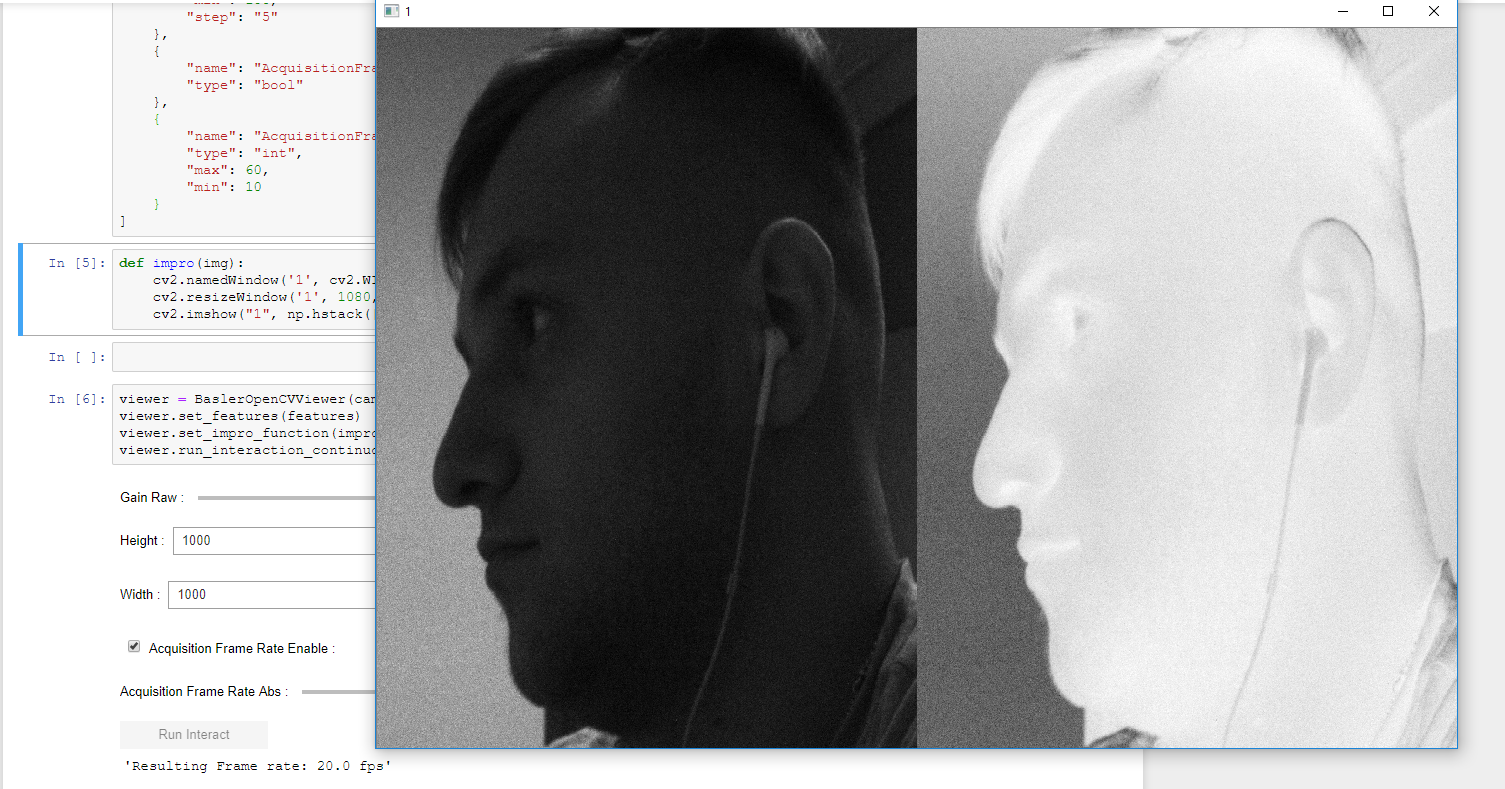 "step": "5"
},
{
"name": "AcquisitionFra
"type": "bool"
},
{
"name": "AcquisitionFra
"type": "int",
"max": 60,
"min": 10
}
]
In [5]:
def impro(img):
cv2.namedWindow('1', cv2.WI
cv2.resizeWindow('1', 1080,
cv2.imshow("1", np.hstack(
In [ ]:
In [6]:
viewer = BaslerOpenCVViewer(cam
viewer.set_features(features)
viewer.set_impro_function(impro
viewer.run_interaction_continuo
Gain Raw :
Height : 1000
Width : 1000
Acquisition Frame Rate Enable :
Acquisition Frame Rate Abs :
Run Interact
'Resulting Frame rate: 20.0 fps'
1